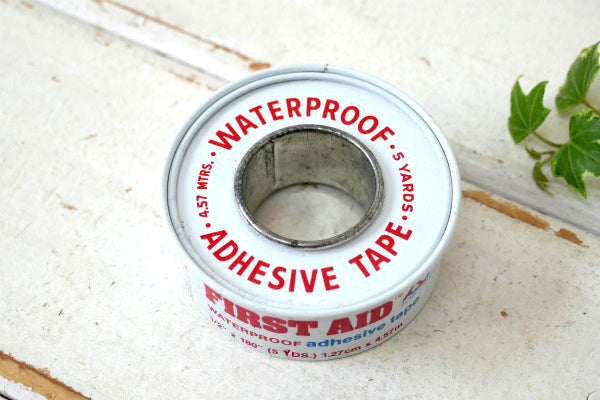 WATERPROOF
• 5 YARDS •
ADHESIVE TAPE
• 4.57 MTRS. •
FIRST AID
WATERPROOF adhesive tape
1/2" x 180" (5 YDS.) 1.27cm x 4.57m